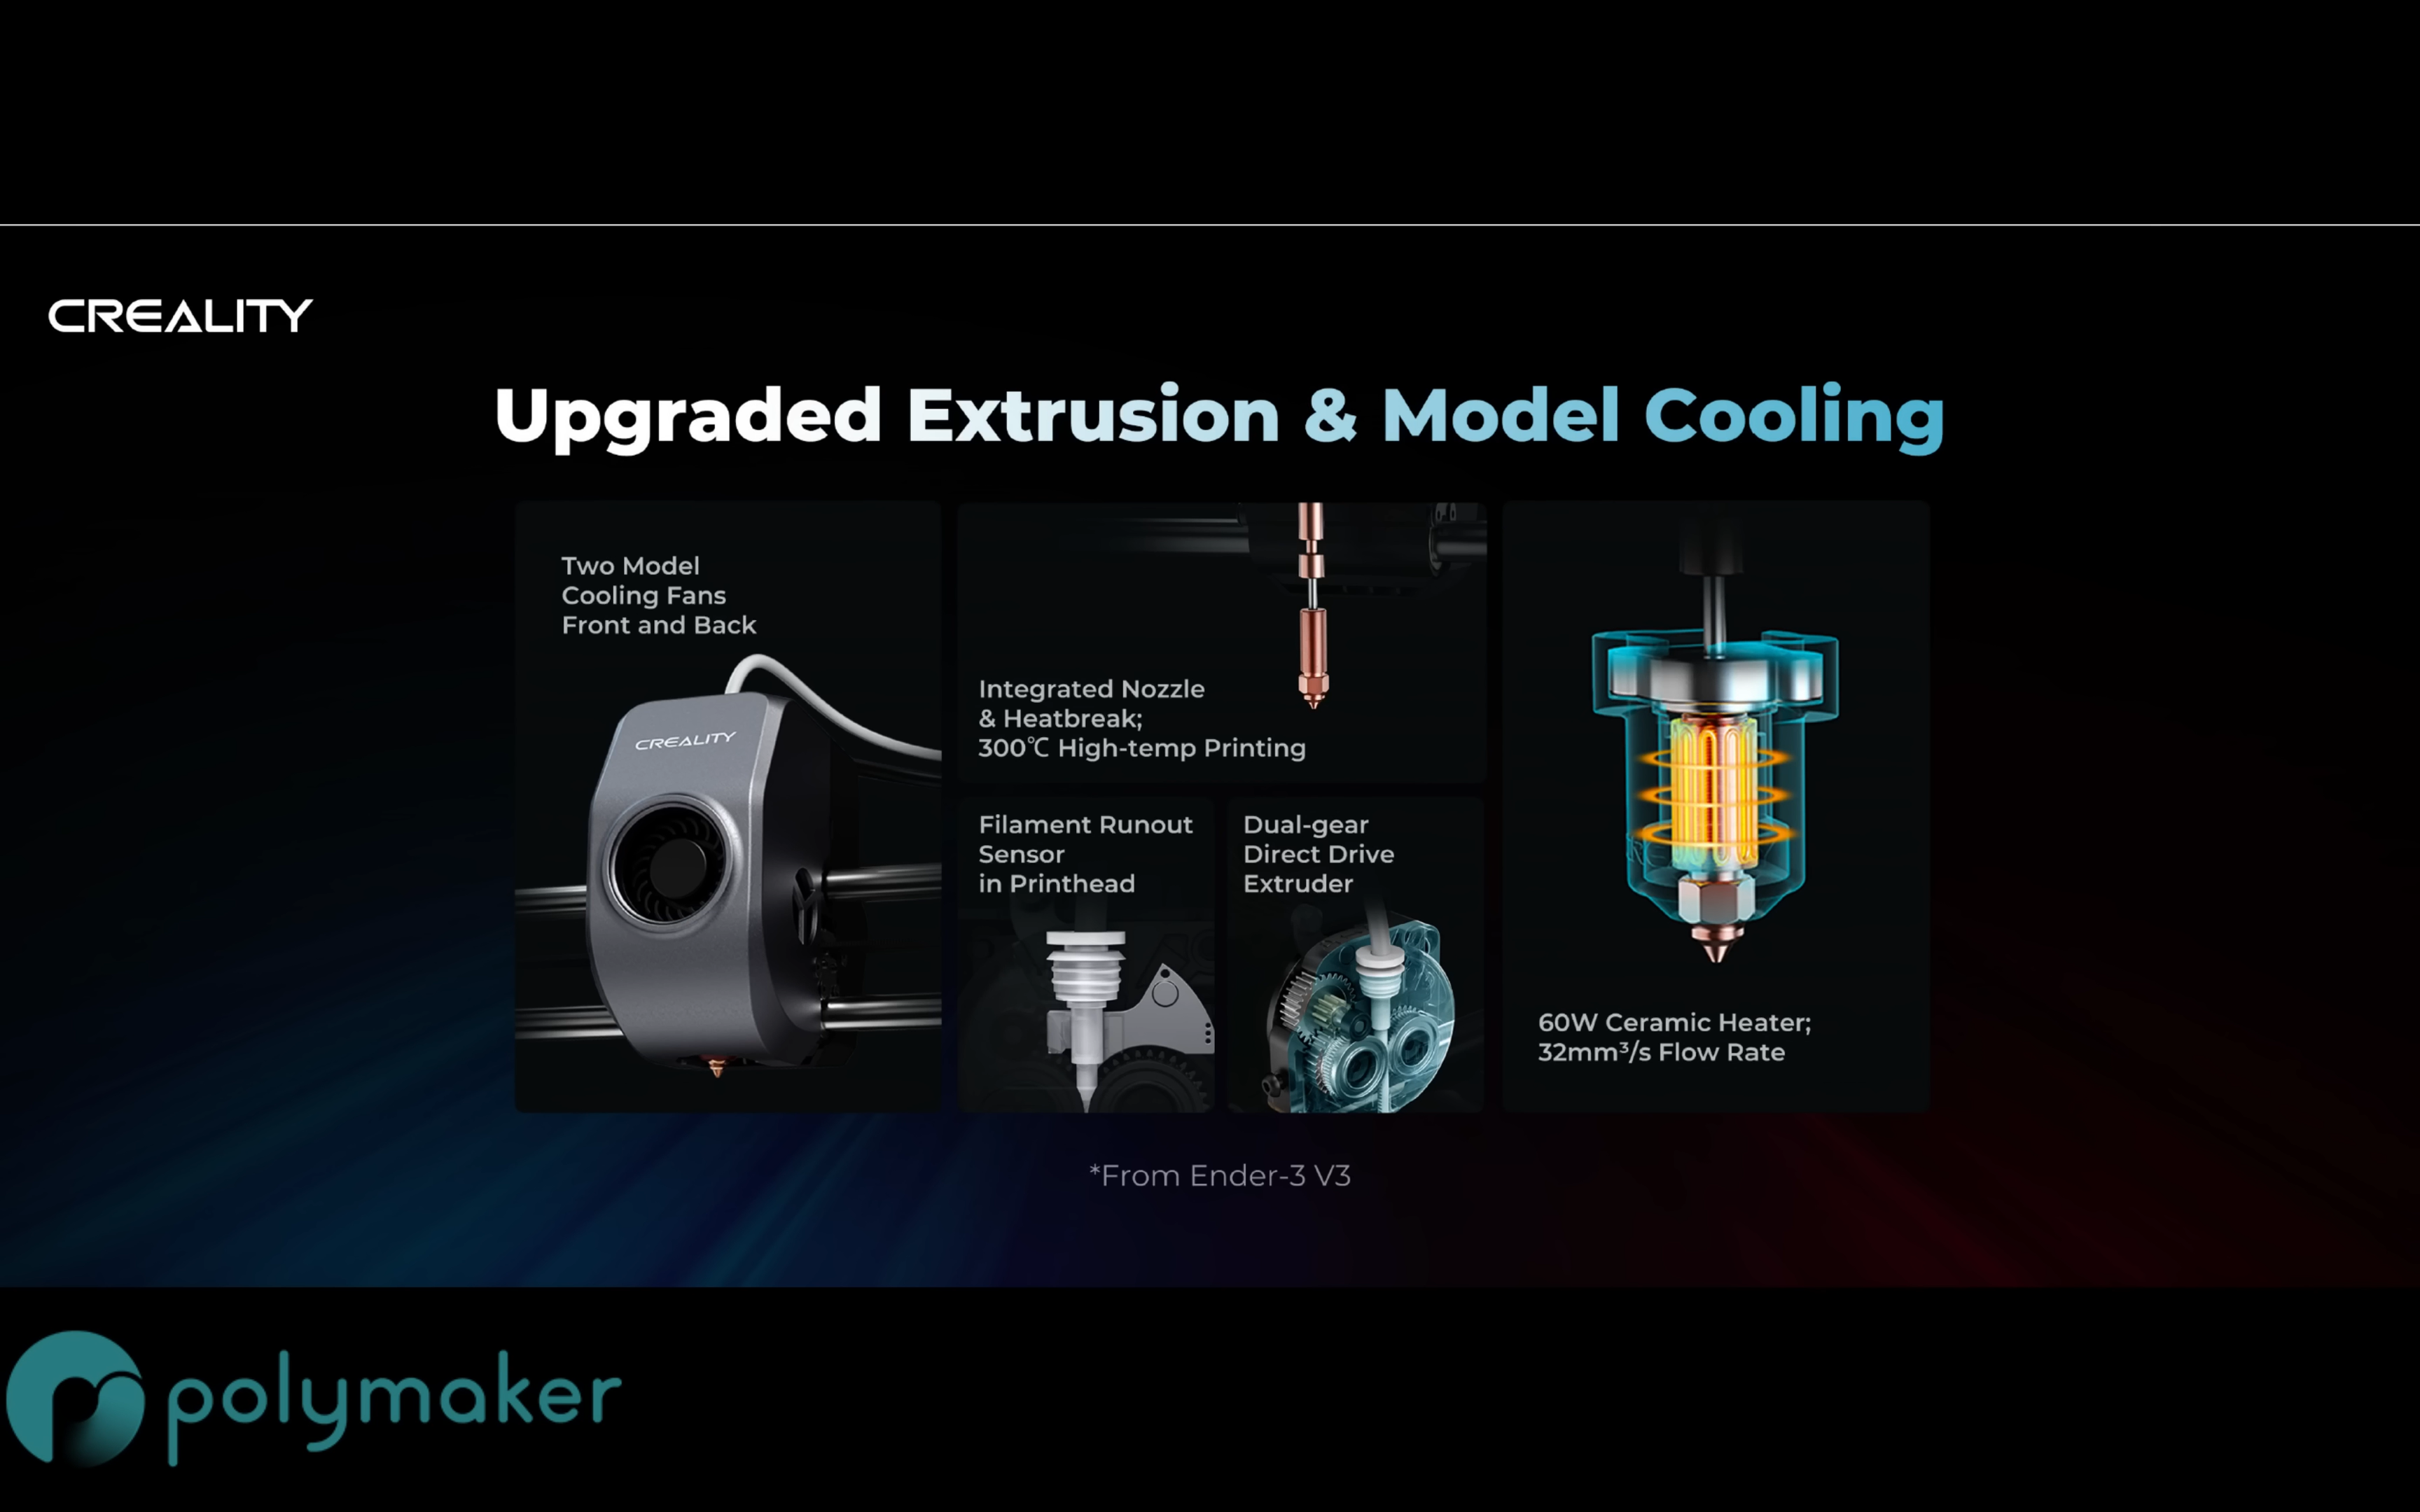 CREALITY
Upgraded Extrusion & Model Cooling
Two Model
Cooling Fans
Front and Back
CREALITY
Integrated Nozzle
& Heatbreak;
300℃ High-temp Printing
Filament Runout
Sensor
in Printhead
Dual-gear
Direct Drive
Extruder
60W Ceramic Heater;
32mm³/s Flow Rate
*From Ender-3 V3
polymaker